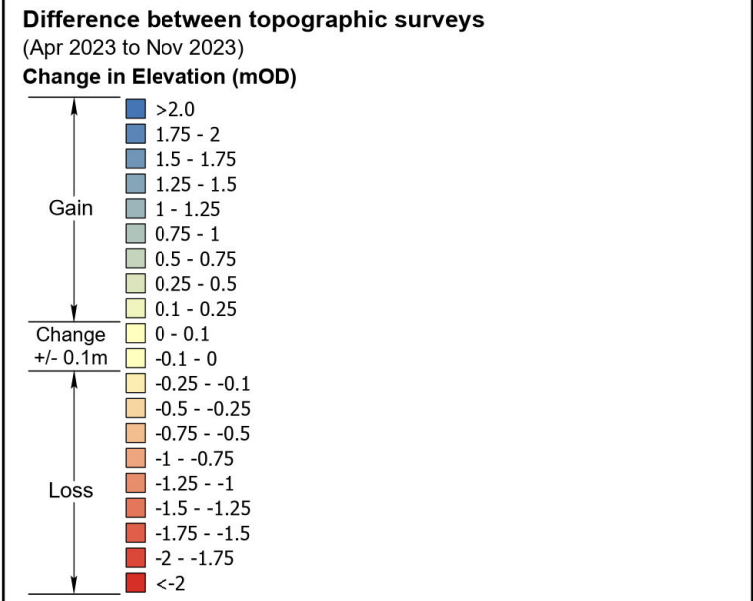 Difference between topographic surveys
(Apr 2023 to Nov 2023)
Change in Elevation (mOD)
>2.0
1.75 - 2
1.5 - 1.75
1.25 - 1.5
Gain
1 - 1.25
0.75 - 1
0.5 - 0.75
0.25 - 0.5
0.1 - 0.25
Change
+/- 0.1m
0 - 0.1
-0.1 - 0
-0.25 - -0.1
-0.5 - -0.25
-0.75 - -0.5
-1 - -0.75
-1.25 - -1
Loss
-1.5 - -1.25
-1.75 - -1.5
-2 - -1.75
<-2